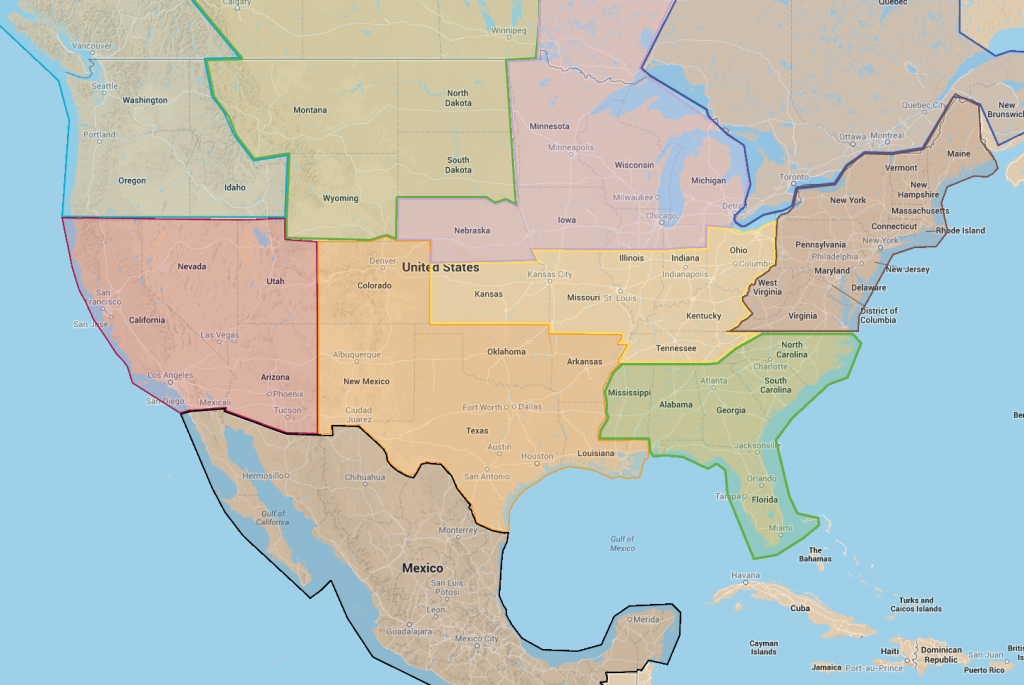 Calgary
Quebec
Winnipeg
Vancouver
Seattle
Washington
Montana
North
Dakota
Minnesota
Minneapolis
Quebec City
New
Brunswick
Portland
Ottawa
Montreal
Maine
Oregon
Idaho
South
Dakota
Wisconsin
Michigan
Toronto
Vermont
New
Hampshire
Wyoming
Milwaukee
Detroit
New York
Massachusetts
Nebraska
Iowa
Chicago
Connecticut
Rhode Island
New York
Nevada
Utah
Denver
United States
Illinois
Indiana
Ohio
Pennsylvania
Philadelphia
New Jersey
Colorado
Kansas City
Indianapolis
Columbus
Maryland
Delaware
San
Francisco
San Jose
California
Kansas
Missouri
St. Louis
Kentucky
West
Virginia
Virginia
District of
Columbia
Las Vegas
Albuquerque
Oklahoma
Arkansas
Tennessee
North
Carolina
Charlotte
Los Angeles
Arizona
Phoenix
New Mexico
Mississippi
Atlanta
South
Carolina
San Diego
Mexicali
Tucson
Ciudad
Juárez
Fort Worth
Dallas
Alabama
Georgia
Texas
Austin
Houston
Louisiana
Jacksonville
Hermosillo
Chihuahua
San Antonio
Orlando
Tampa
Florida
Gulf of
California
Monterrey
Gulf of
Mexico
Miami
The
Bahamas
Mexico
San Luis
Potosí
Havana
Leon
Cuba
Turks and
Caicos Islands
Guadalajara
Mexico City
Merida
Cayman
Islands
Haiti
Dominican
Republic
San Juan
Jamaica
Port-au-Prince
Puerto Rico